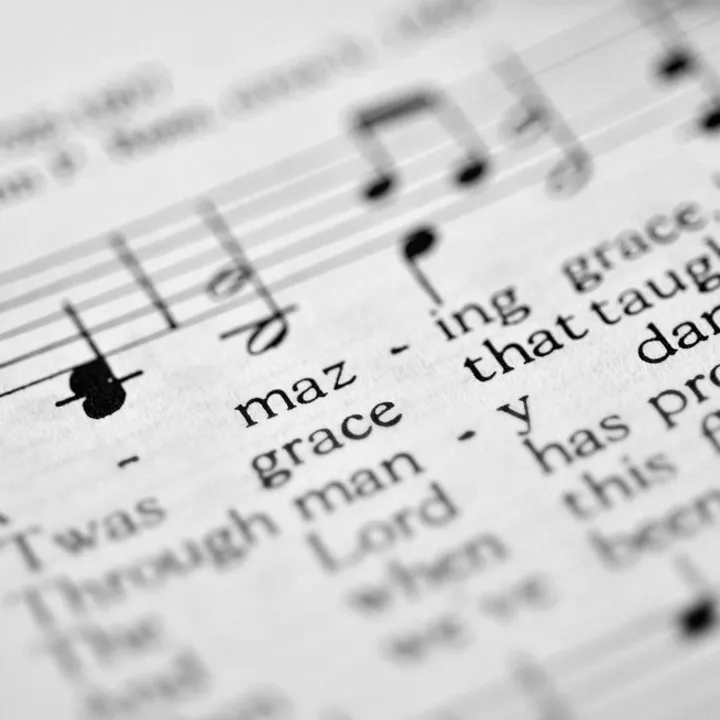 - maz - ing grace
'Twas grace that taugh
Through man - y dan
The Lord has pro
And when this f
we've been